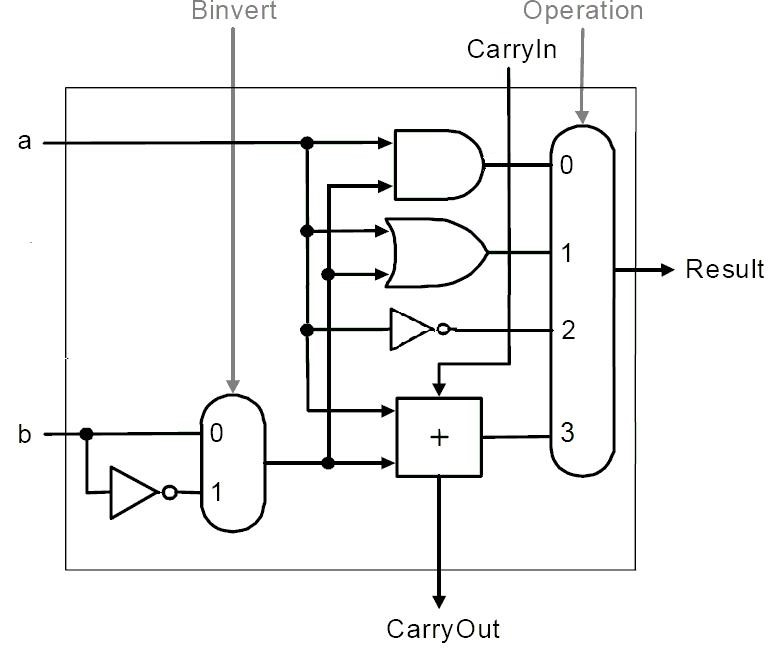 Binvert
Operation
CarryIn
a
0
1
Result
2
b
0
3
+
1
CarryOut